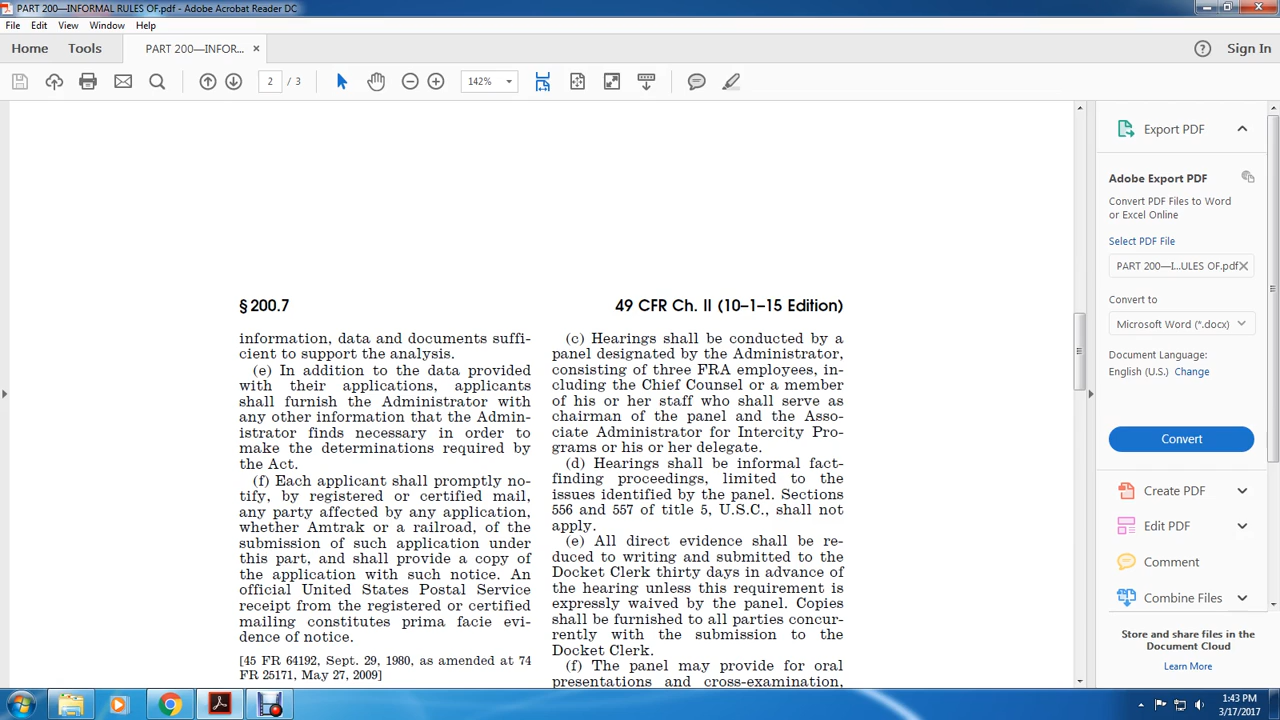 PART 200—INFORMAL RULES OF.pdf - Adobe Acrobat Reader DC
File Edit View Window Help
Home Tools PART 200—INFOR... × Sign In
2 / 3 142%
§ 200.7
information, data and documents suffi-
cient to support the analysis.
(e) In addition to the data provided
with their applications, applicants
shall furnish the Administrator with
any other information that the Admin-
istrator finds necessary in order to
make the determinations required by
the Act.
(f) Each applicant shall promptly no-
tify, by registered or certified mail,
any party affected by any application,
whether Amtrak or a railroad, of the
submission of such application under
this part, and shall provide a copy of
the application with such notice. An
official United States Postal Service
receipt from the registered or certified
mailing constitutes prima facie evi-
dence of notice.
[45 FR 64192, Sept. 29, 1980, as amended at 74
FR 25171, May 27, 2009]
49 CFR Ch. II (10–1–15 Edition)
(c) Hearings shall be conducted by a
panel designated by the Administrator,
consisting of three FRA employees, in-
cluding the Chief Counsel or a member
of his or her staff who shall serve as
chairman of the panel and the Asso-
ciate Administrator for Intercity Pro-
grams or his or her delegate.
(d) Hearings shall be informal fact-
finding proceedings, limited to the
issues identified by the panel. Sections
556 and 557 of title 5, U.S.C., shall not
apply.
(e) All direct evidence shall be re-
duced to writing and submitted to the
Docket Clerk thirty days in advance of
the hearing unless this requirement is
expressly waived by the panel. Copies
shall be furnished to all parties concur-
rently with the submission to the
Docket Clerk.
(f) The panel may provide for oral
presentations and cross-examination,
Export PDF
Adobe Export PDF
Convert PDF Files to Word
or Excel Online
Select PDF File
PART 200—I...ULES OF.pdf
Convert to
Microsoft Word (*.docx)
Document Language:
English (U.S.) Change
Convert
Create PDF
Edit PDF
Comment
Combine Files
Store and share files in the
Document Cloud
Learn More
1:43 PM
3/17/2017